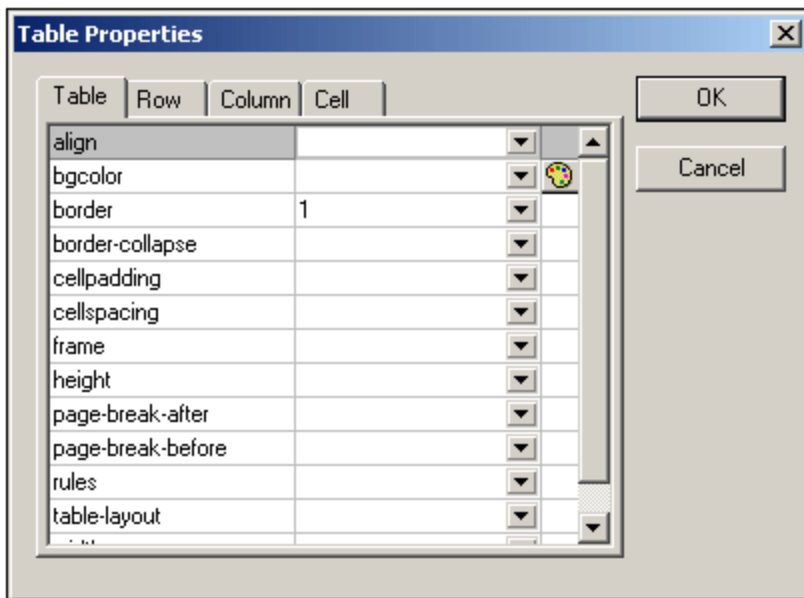 Table Properties
Table Row Column Cell
OK
Cancel
align
bgcolor
border 1
border-collapse
cellpadding
cellspacing
frame
height
page-break-after
page-break-before
rules
table-layout